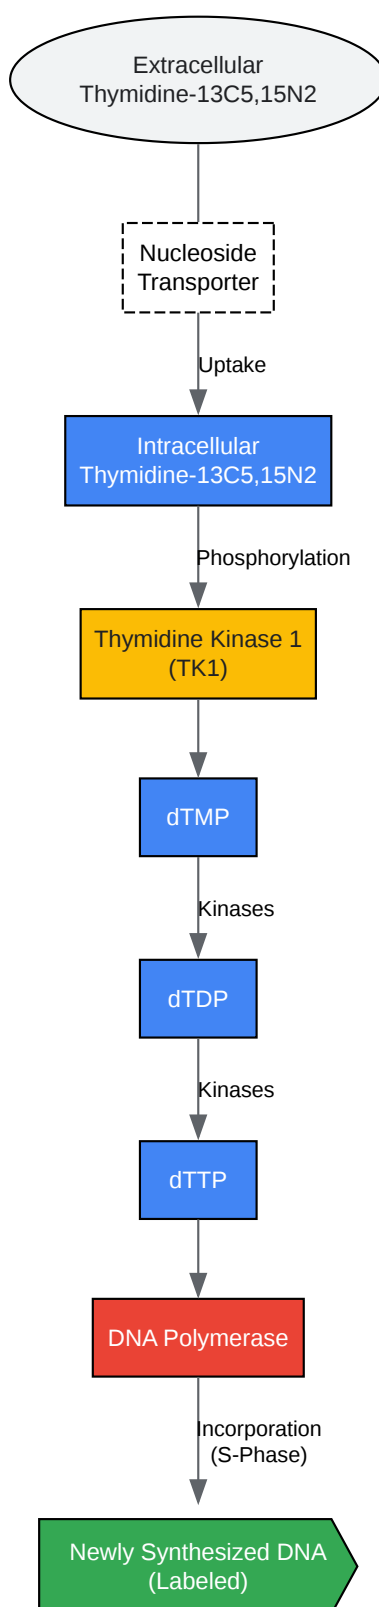 Extracellular
Thymidine-13C5,15N2
Nucleoside
Transporter
Uptake
Intracellular
Thymidine-13C5,15N2
Phosphorylation
Thymidine Kinase 1
(TK1)
dTMP
Kinases
dTDP
Kinases
dTTP
DNA Polymerase
Incorporation
(S-Phase)
Newly Synthesized DNA
(Labeled)